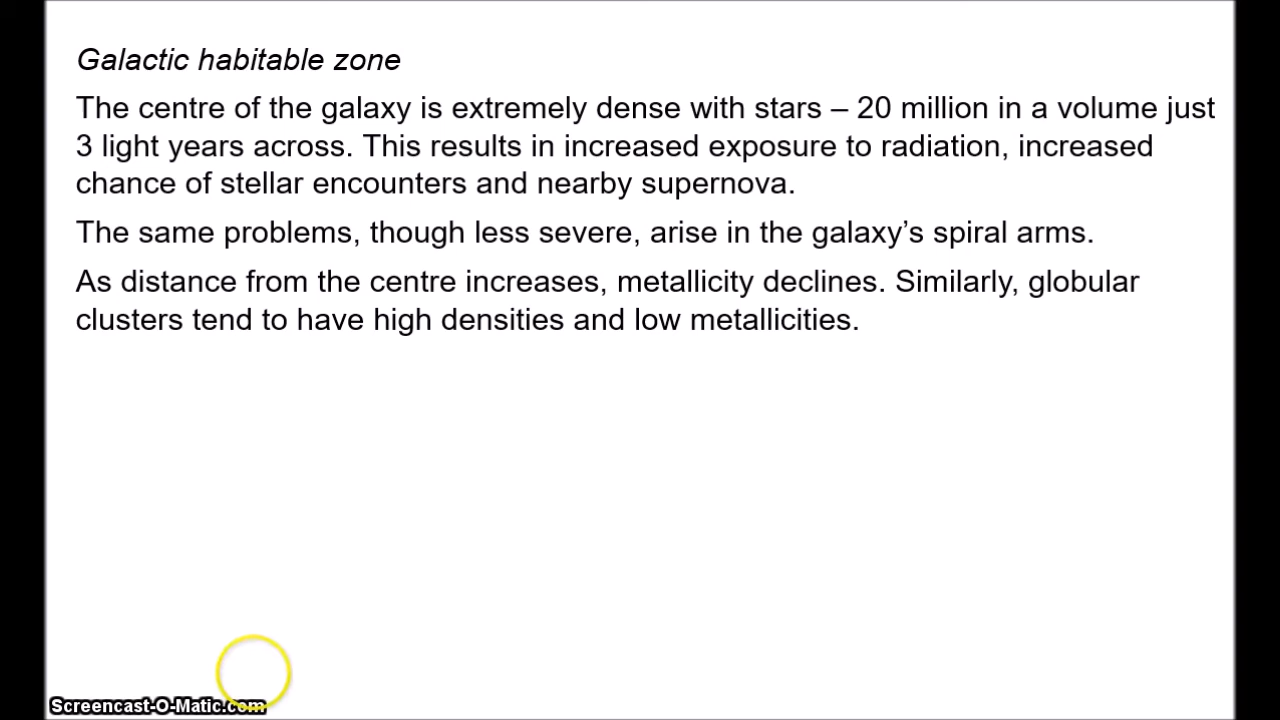 Galactic habitable zone
The centre of the galaxy is extremely dense with stars – 20 million in a volume just
3 light years across. This results in increased exposure to radiation, increased
chance of stellar encounters and nearby supernova.
The same problems, though less severe, arise in the galaxy’s spiral arms.
As distance from the centre increases, metallicity declines. Similarly, globular
clusters tend to have high densities and low metallicities.
Screencast-O-Matic.com